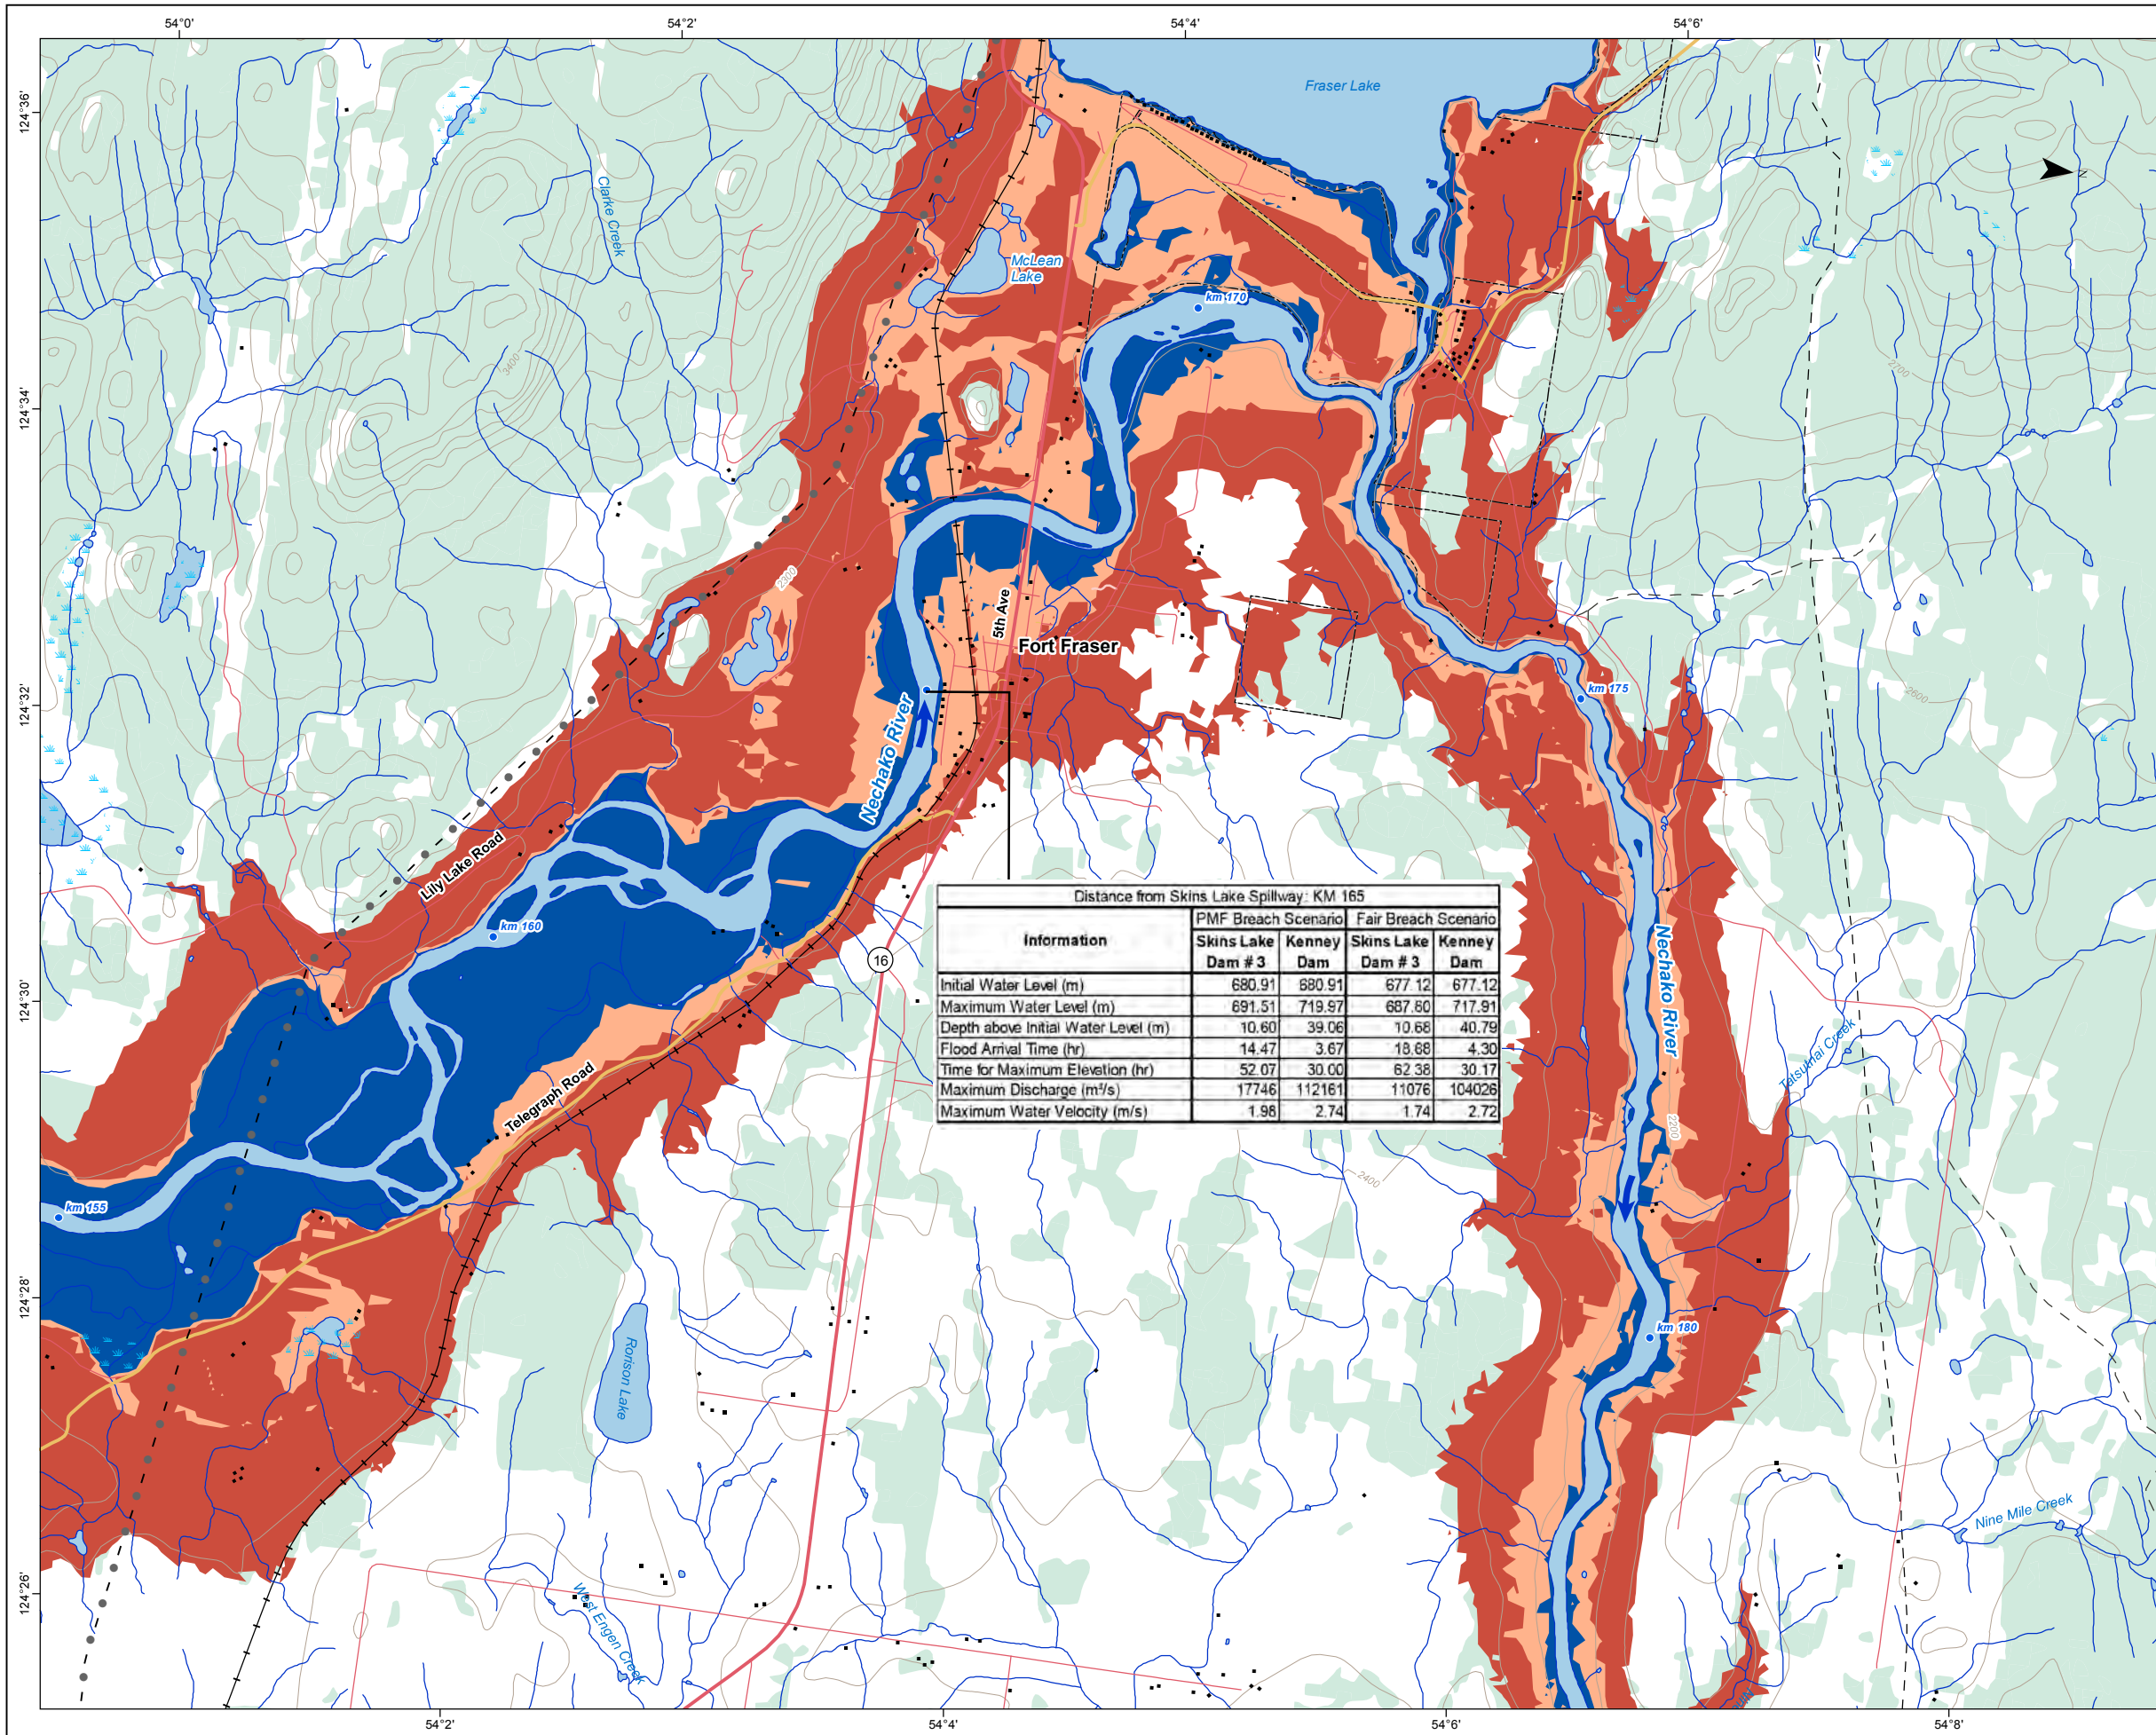 54°0'
54°2'
54°4'
54°6'
124°36'
124°34'
124°32'
124°30'
124°28'
124°26'
Fraser Lake
N
Clarke Creek
McLean
Lake
km 170
3400
2200
2300
5th Ave
Fort Fraser
km 175
2600
Nechako River
Lily Lake Road
km 160
16
Nechako River
Tatsutnai Creek
Distance from Skins Lake Spillway: KM 165
Information
PMF Breach Scenario Fair Breach Scenario
Skins Lake Dam # 3 Kenney Dam Skins Lake Dam # 3 Kenney Dam
Initial Water Level (m) 680.91 680.91 677.12 677.12
Maximum Water Level (m) 691.51 719.97 687.80 717.91
Depth above Initial Water Level (m) 10.60 39.06 10.68 40.79
Flood Arrival Time (hr) 14.47 3.67 18.68 4.30
Time for Maximum Elevation (hr) 52.07 30.00 62.38 30.17
Maximum Discharge (m³/s) 17746 112161 11076 104026
Maximum Water Velocity (m/s) 1.98 2.74 1.74 2.72
Telegraph Road
2200
2400
km 155
km 180
Rorison Lake
Nine Mile Creek
West Engen Creek
54°2'
54°4'
54°6'
54°8'